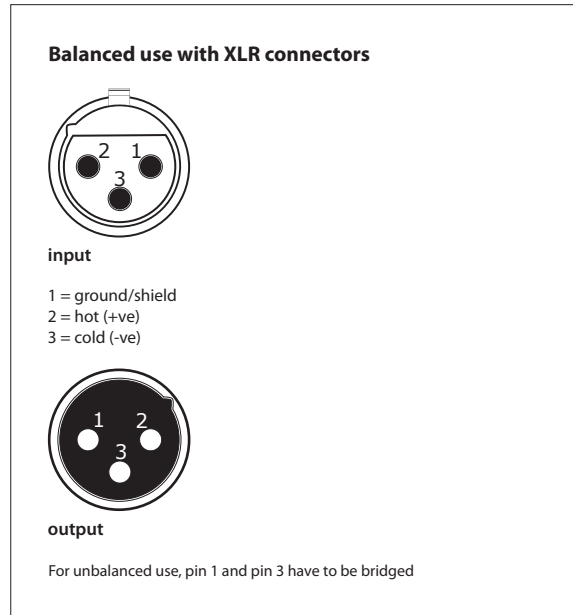 Balanced use with XLR connectors
2 1
3
input
1 = ground/shield
2 = hot (+ve)
3 = cold (-ve)
1 2
3
output
For unbalanced use, pin 1 and pin 3 have to be bridged